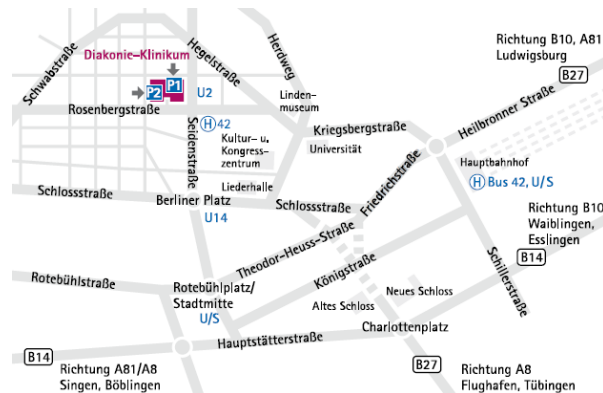 Schwabstraße
Diakonie–Klinikum
Hegelstraße
Herdweg
Richtung B10, A81
Ludwigsburg
B27
P1
P2
U2
Linden-
museum
Heilbronner Straße
Rosenbergstraße
Seidenstraße
H 42
Kultur– u.
Kongress-
zentrum
Kriegsbergstraße
Universität
Hauptbahnhof
H Bus 42, U/S
Liederhalle
Schlossstraße
Berliner Platz
Schlossstraße
Friedrichstraße
U14
Richtung B10
Waiblingen,
Esslingen
B14
Theodor–Heuss–Straße
Königstraße
Schillerstraße
Rotebühlstraße
Rotebühlplatz/
Stadtmitte
U/S
Neues Schloss
Altes Schloss
Charlottenplatz
Hauptstätterstraße
B14
Richtung A81/A8
Singen, Böblingen
B27
Richtung A8
Flughafen, Tübingen